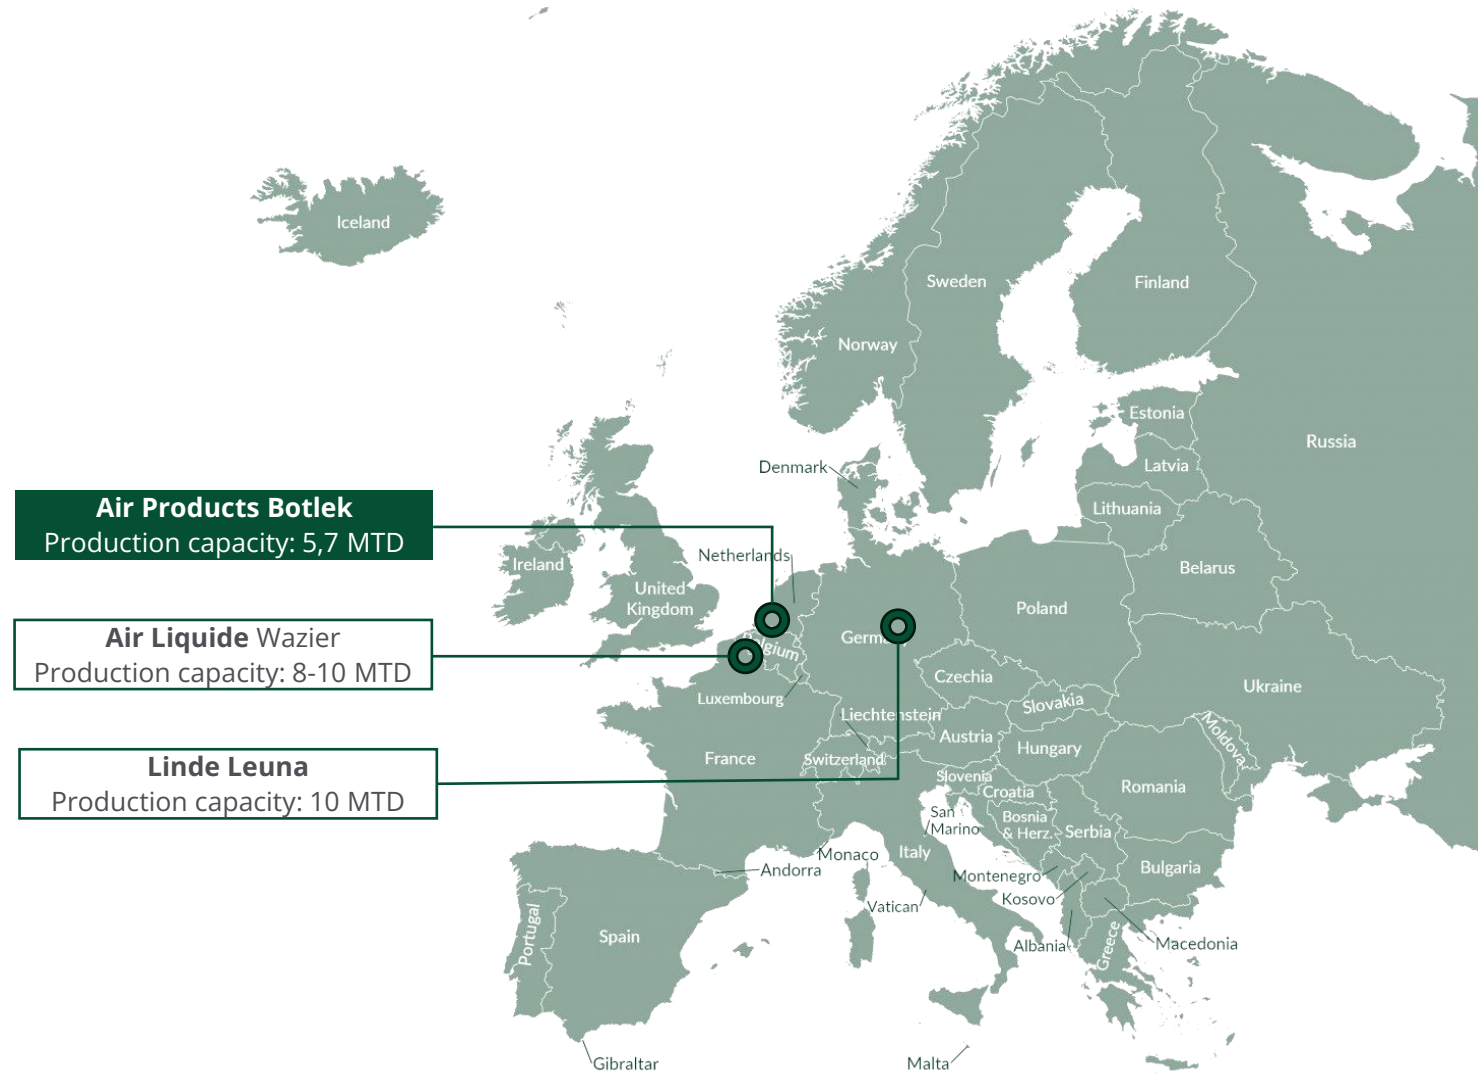 Iceland
Sweden
Finland
Norway
Estonia
Russia
Denmark
Latvia
Air Products Botlek
Production capacity: 5,7 MTD
Lithuania
Netherlands
Ireland
Belarus
United
Kingdom
Poland
Air Liquide Wazier
Production capacity: 8-10 MTD
Belgium
Germ
Czechia
Ukraine
Luxembourg
Slovakia
Liechtenstein
Moldova
Austria
Hungary
France
Switzerland
Linde Leuna
Production capacity: 10 MTD
Slovenia
Croatia
Romania
San
Marino
Bosnia
& Herz.
Serbia
Monaco
Italy
Andorra
Bulgaria
Montenegro
Kosovo
Vatican
Portugal
Spain
Albania
Greece
Macedonia
Gibraltar
Malta